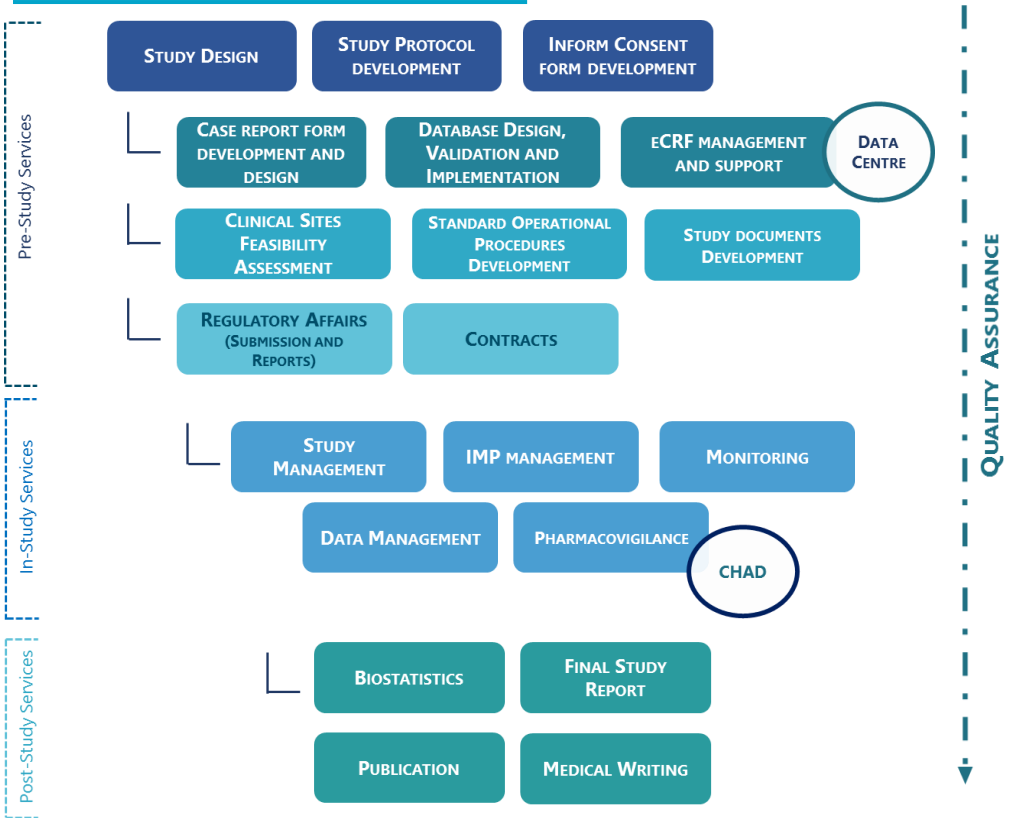 Pre-Study Services
Study Design
Study Protocol
development
Inform Consent
form development
Case report form
development and
design
Database Design,
Validation and
Implementation
eCRF management
and support
Data
Centre
Clinical Sites
Feasibility
Assessment
Standard Operational
Procedures
Development
Study documents
Development
Regulatory Affairs
(Submission and
Reports)
Contracts
Quality Assurance
In-Study Services
Study
Management
IMP management
Monitoring
Data Management
Pharmacovigilance
CHAD
Post-Study Services
Biostatistics
Final Study
Report
Publication
Medical Writing